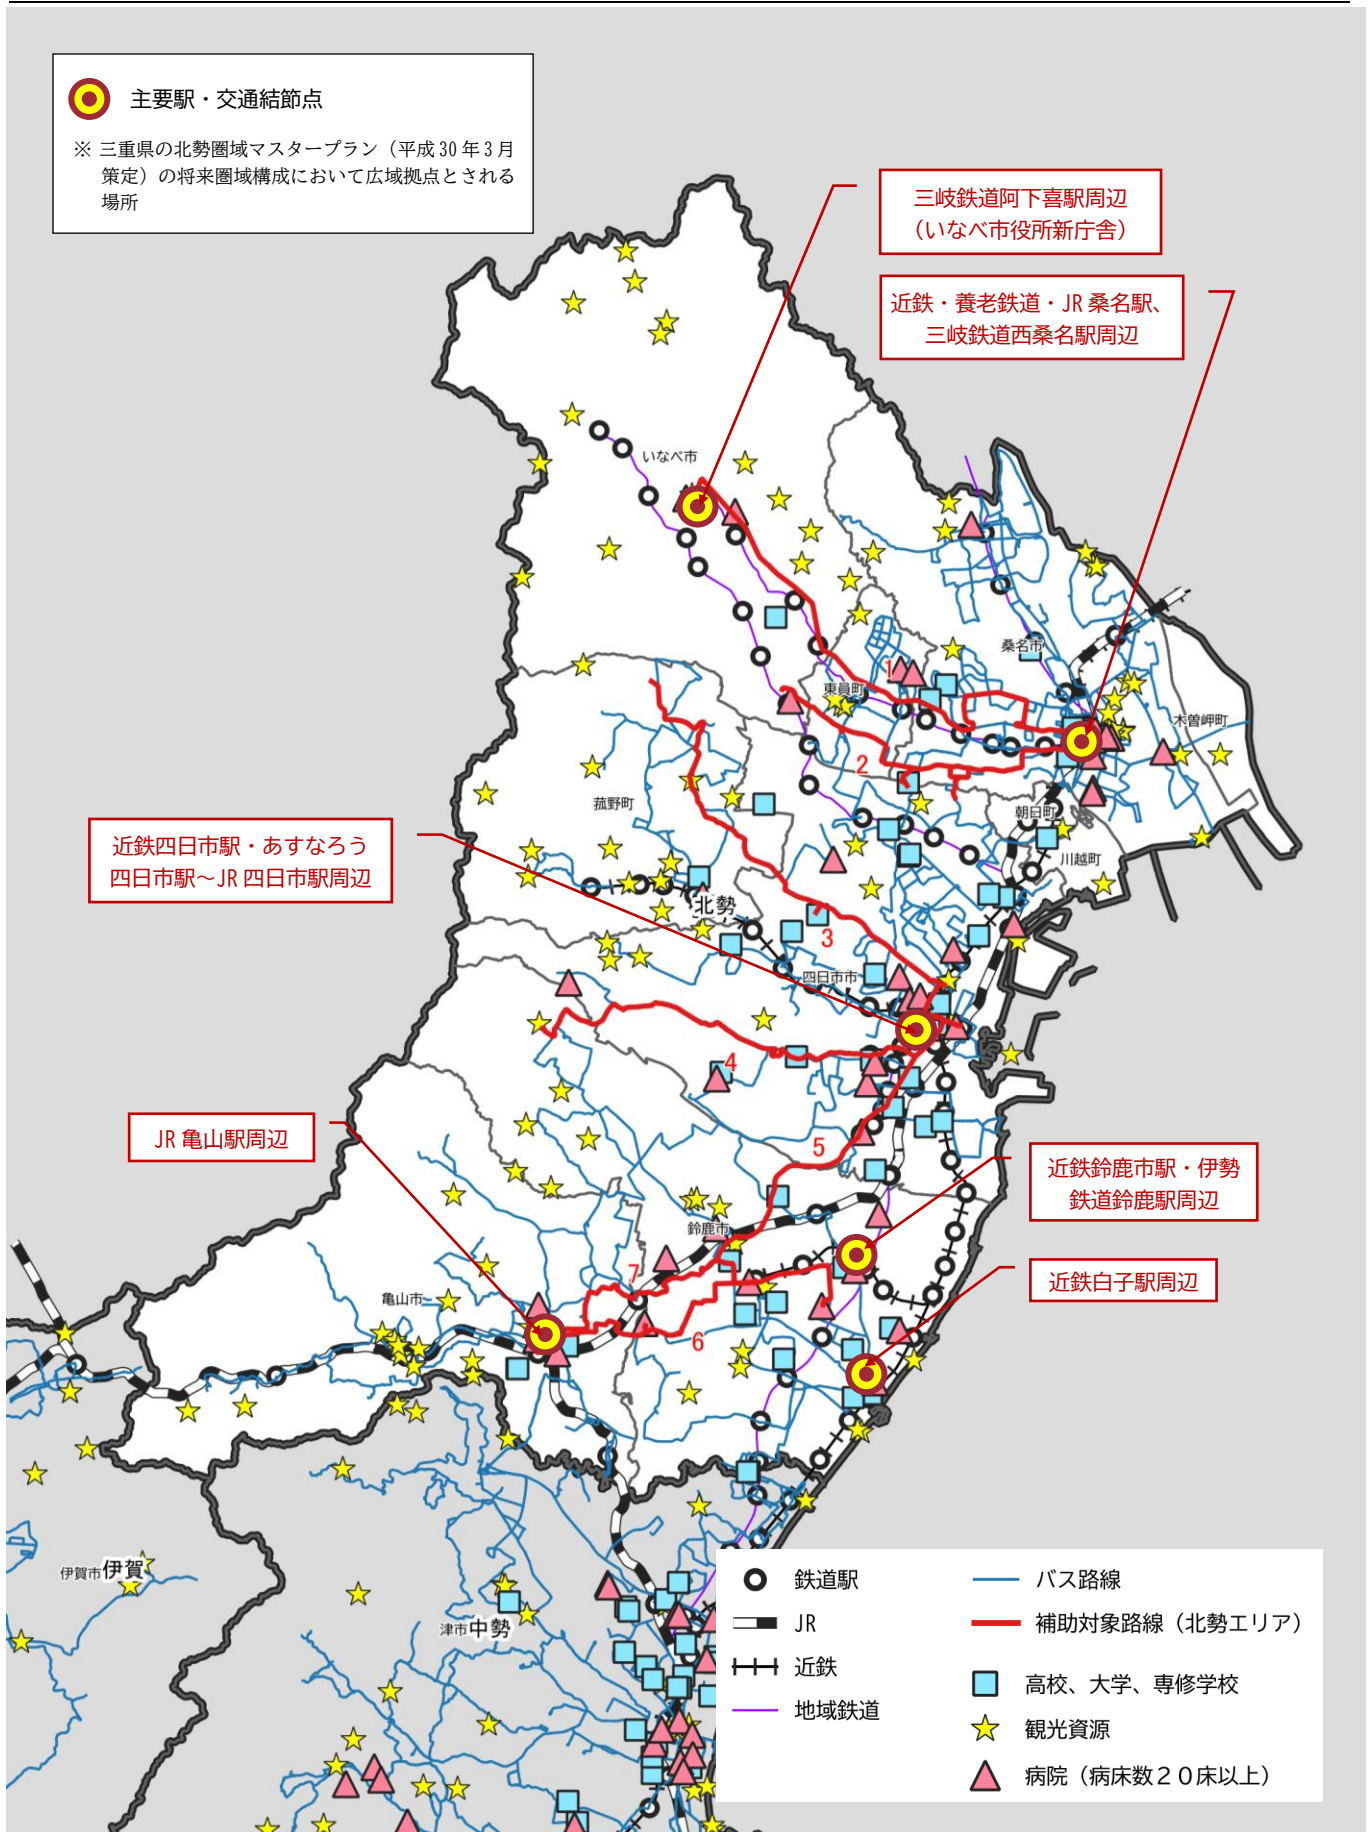 主要駅・交通結節点
※ 三重県の北勢圏域マスタープラン（平成30年3月
策定）の将来圏域構成において広域拠点とされる
場所
三岐鉄道阿下喜駅周辺
（いなべ市役所新庁舎）
近鉄・養老鉄道・JR桑名駅、
三岐鉄道西桑名駅周辺
いなべ市
桑名市
1
東員町
木曽岬町
2
菰野町
朝日町
近鉄四日市駅・あすなろう
四日市駅～JR四日市駅周辺
川越町
北勢
3
四日市市
4
JR亀山駅周辺
5
近鉄鈴鹿市駅・伊勢
鉄道鈴鹿駅周辺
鈴鹿市
7
近鉄白子駅周辺
亀山市
6
伊賀市
伊賀
津市
中勢
鉄道駅
JR
近鉄
地域鉄道
バス路線
補助対象路線（北勢エリア）
高校、大学、専修学校
観光資源
病院（病床数２０床以上）